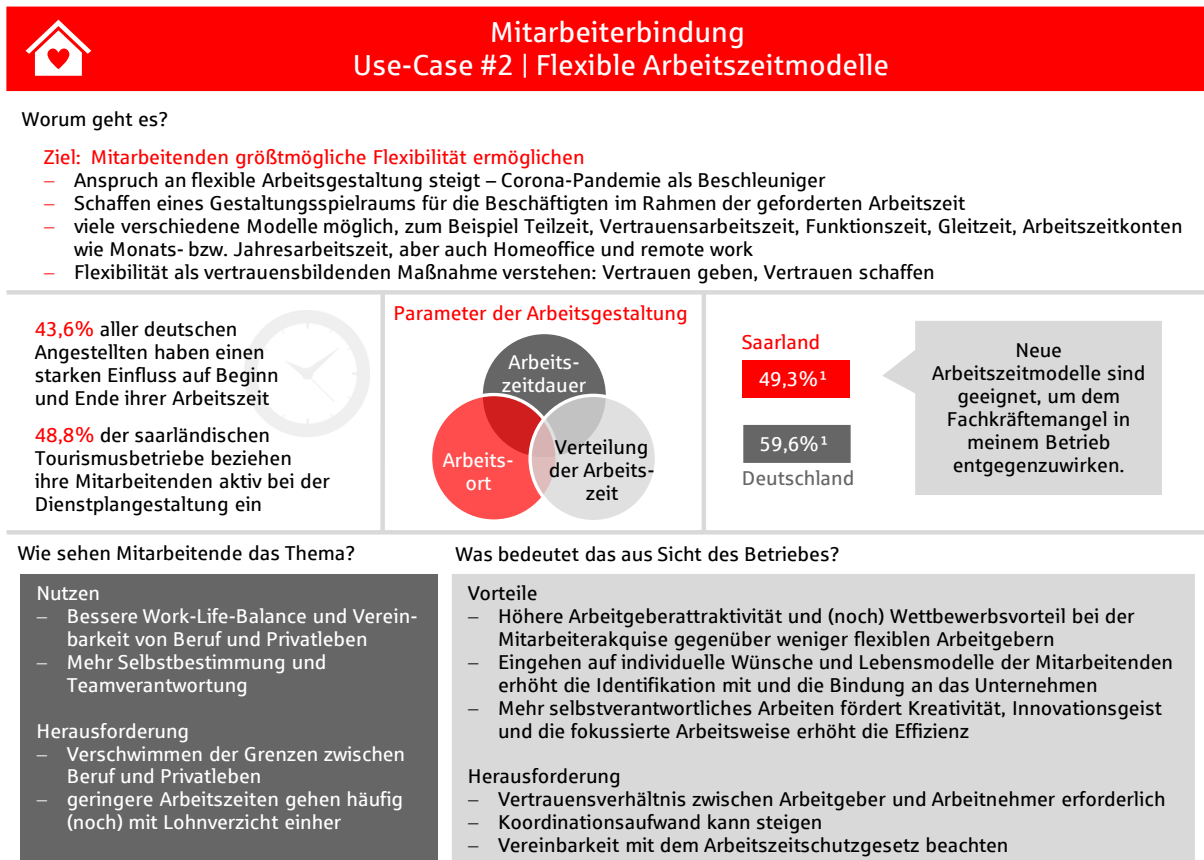 Mitarbeiterbindung
Use-Case #2 | Flexible Arbeitszeitmodelle
Worum geht es?
Ziel: Mitarbeitenden größtmögliche Flexibilität ermöglichen
– Anspruch an flexible Arbeitsgestaltung steigt – Corona-Pandemie als Beschleuniger
– Schaffen eines Gestaltungsspielraums für die Beschäftigten im Rahmen der geforderten Arbeitszeit
– viele verschiedene Modelle möglich, zum Beispiel Teilzeit, Vertrauensarbeitszeit, Funktionszeit, Gleitzeit, Arbeitszeitkonten
wie Monats- bzw. Jahresarbeitszeit, aber auch Homeoffice und remote work
– Flexibilität als vertrauensbildenden Maßnahme verstehen: Vertrauen geben, Vertrauen schaffen
43,6% aller deutschen
Angestellten haben einen
starken Einfluss auf Beginn
und Ende ihrer Arbeitszeit
48,8% der saarländischen
Tourismusbetriebe beziehen
ihre Mitarbeitenden aktiv bei der
Dienstplangestaltung ein
Parameter der Arbeitsgestaltung
Arbeits-
zeitdauer
Arbeits-
ort
Verteilung
der Arbeits-
zeit
Saarland
49,3%¹
59,6%¹
Deutschland
Neue
Arbeitszeitmodelle sind
geeignet, um dem
Fachkräftemangel in
meinem Betrieb
entgegenzuwirken.
Wie sehen Mitarbeitende das Thema?
Nutzen
– Bessere Work-Life-Balance und Verein-
barkeit von Beruf und Privatleben
– Mehr Selbstbestimmung und
Teamverantwortung
Herausforderung
– Verschwimmen der Grenzen zwischen
Beruf und Privatleben
– geringere Arbeitszeiten gehen häufig
(noch) mit Lohnverzicht einher
Was bedeutet das aus Sicht des Betriebes?
Vorteile
– Höhere Arbeitgeberattraktivität und (noch) Wettbewerbsvorteil bei der
Mitarbeiterakquise gegenüber weniger flexiblen Arbeitgebern
– Eingehen auf individuelle Wünsche und Lebensmodelle der Mitarbeitenden
erhöht die Identifikation mit und die Bindung an das Unternehmen
– Mehr selbstverantwortliches Arbeiten fördert Kreativität, Innovationsgeist
und die fokussierte Arbeitsweise erhöht die Effizienz
Herausforderung
– Vertrauensverhältnis zwischen Arbeitgeber und Arbeitnehmer erforderlich
– Koordinationsaufwand kann steigen
– Vereinbarkeit mit dem Arbeitszeitschutzgesetz beachten